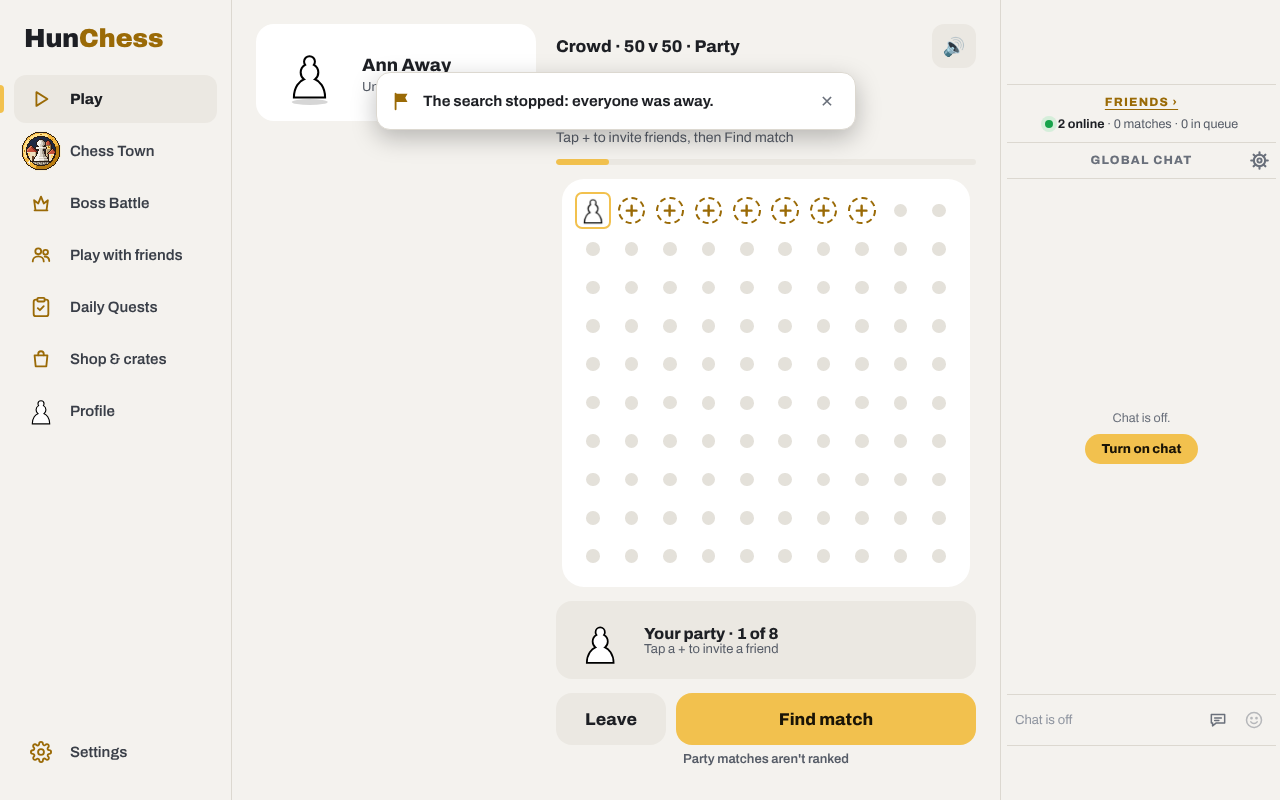 HunChess
Play
Chess Town
Boss Battle
Play with friends
Daily Quests
Shop & crates
Profile
Settings
Ann Away
Crowd · 50 v 50 · Party
The search stopped: everyone was away.
Tap + to invite friends, then Find match
Your party · 1 of 8
Tap a + to invite a friend
Leave
Find match
Party matches aren't ranked
FRIENDS ›
2 online · 0 matches · 0 in queue
GLOBAL CHAT
Chat is off.
Turn on chat
Chat is off